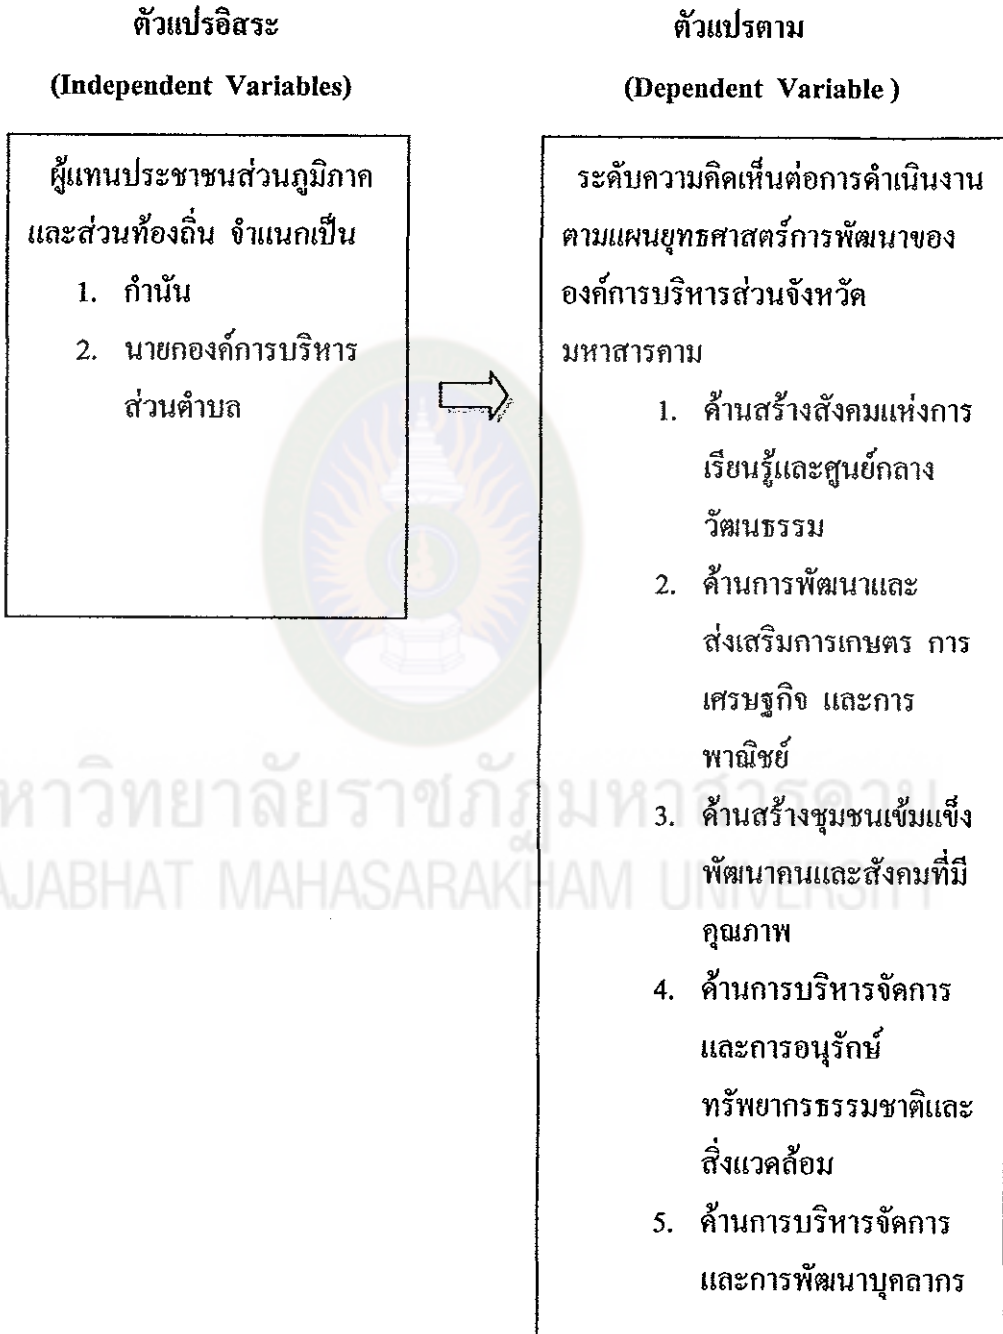 ตัวแปรอิสระ
(Independent Variables)
ผู้แทนประชาชนส่วนภูมิภาค
และส่วนท้องถิ่น จำแนกเป็น
1. กำนัน
2. นายกองค์การบริหาร
ส่วนตำบล
ตัวแปรตาม
(Dependent Variable )
ระดับความคิดเห็นต่อการดำเนินงาน
ตามแผนยุทธศาสตร์การพัฒนาของ
องค์การบริหารส่วนจังหวัด
มหาสารคาม
1. ด้านสร้างสังคมแห่งการ
เรียนรู้และศูนย์กลาง
วัฒนธรรม
2. ด้านการพัฒนาและ
ส่งเสริมการเกษตร การ
เศรษฐกิจ และการ
พาณิชย์
3. ด้านสร้างชุมชนเข้มแข็ง
พัฒนาคนและสังคมที่มี
คุณภาพ
4. ด้านการบริหารจัดการ
และการอนุรักษ์
ทรัพยากรธรรมชาติและ
สิ่งแวดล้อม
5. ด้านการบริหารจัดการ
และการพัฒนาบุคลากร
หาวิทยาลัยราชภัฏมหาสารคาม
AJABHAT MAHASARAKHAM UNIVERSITY